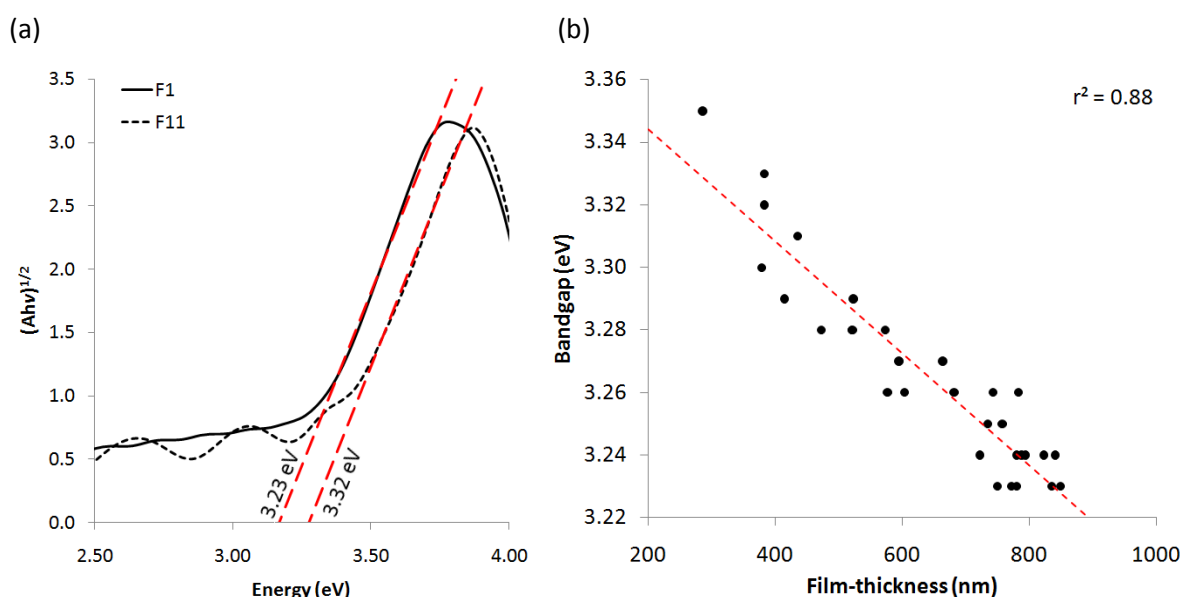 (a)
F1
F11
3.5
3.0
2.5
2.0
1.5
1.0
0.5
0.0
(Ahv)1/2
3.23 eV
3.32 eV
2.50
3.00
3.50
4.00
Energy (eV)
(b)
r² = 0.88
3.36
3.34
3.32
3.30
3.28
3.26
3.24
3.22
Bandgap (eV)
200
400
600
800
1000
Film-thickness (nm)